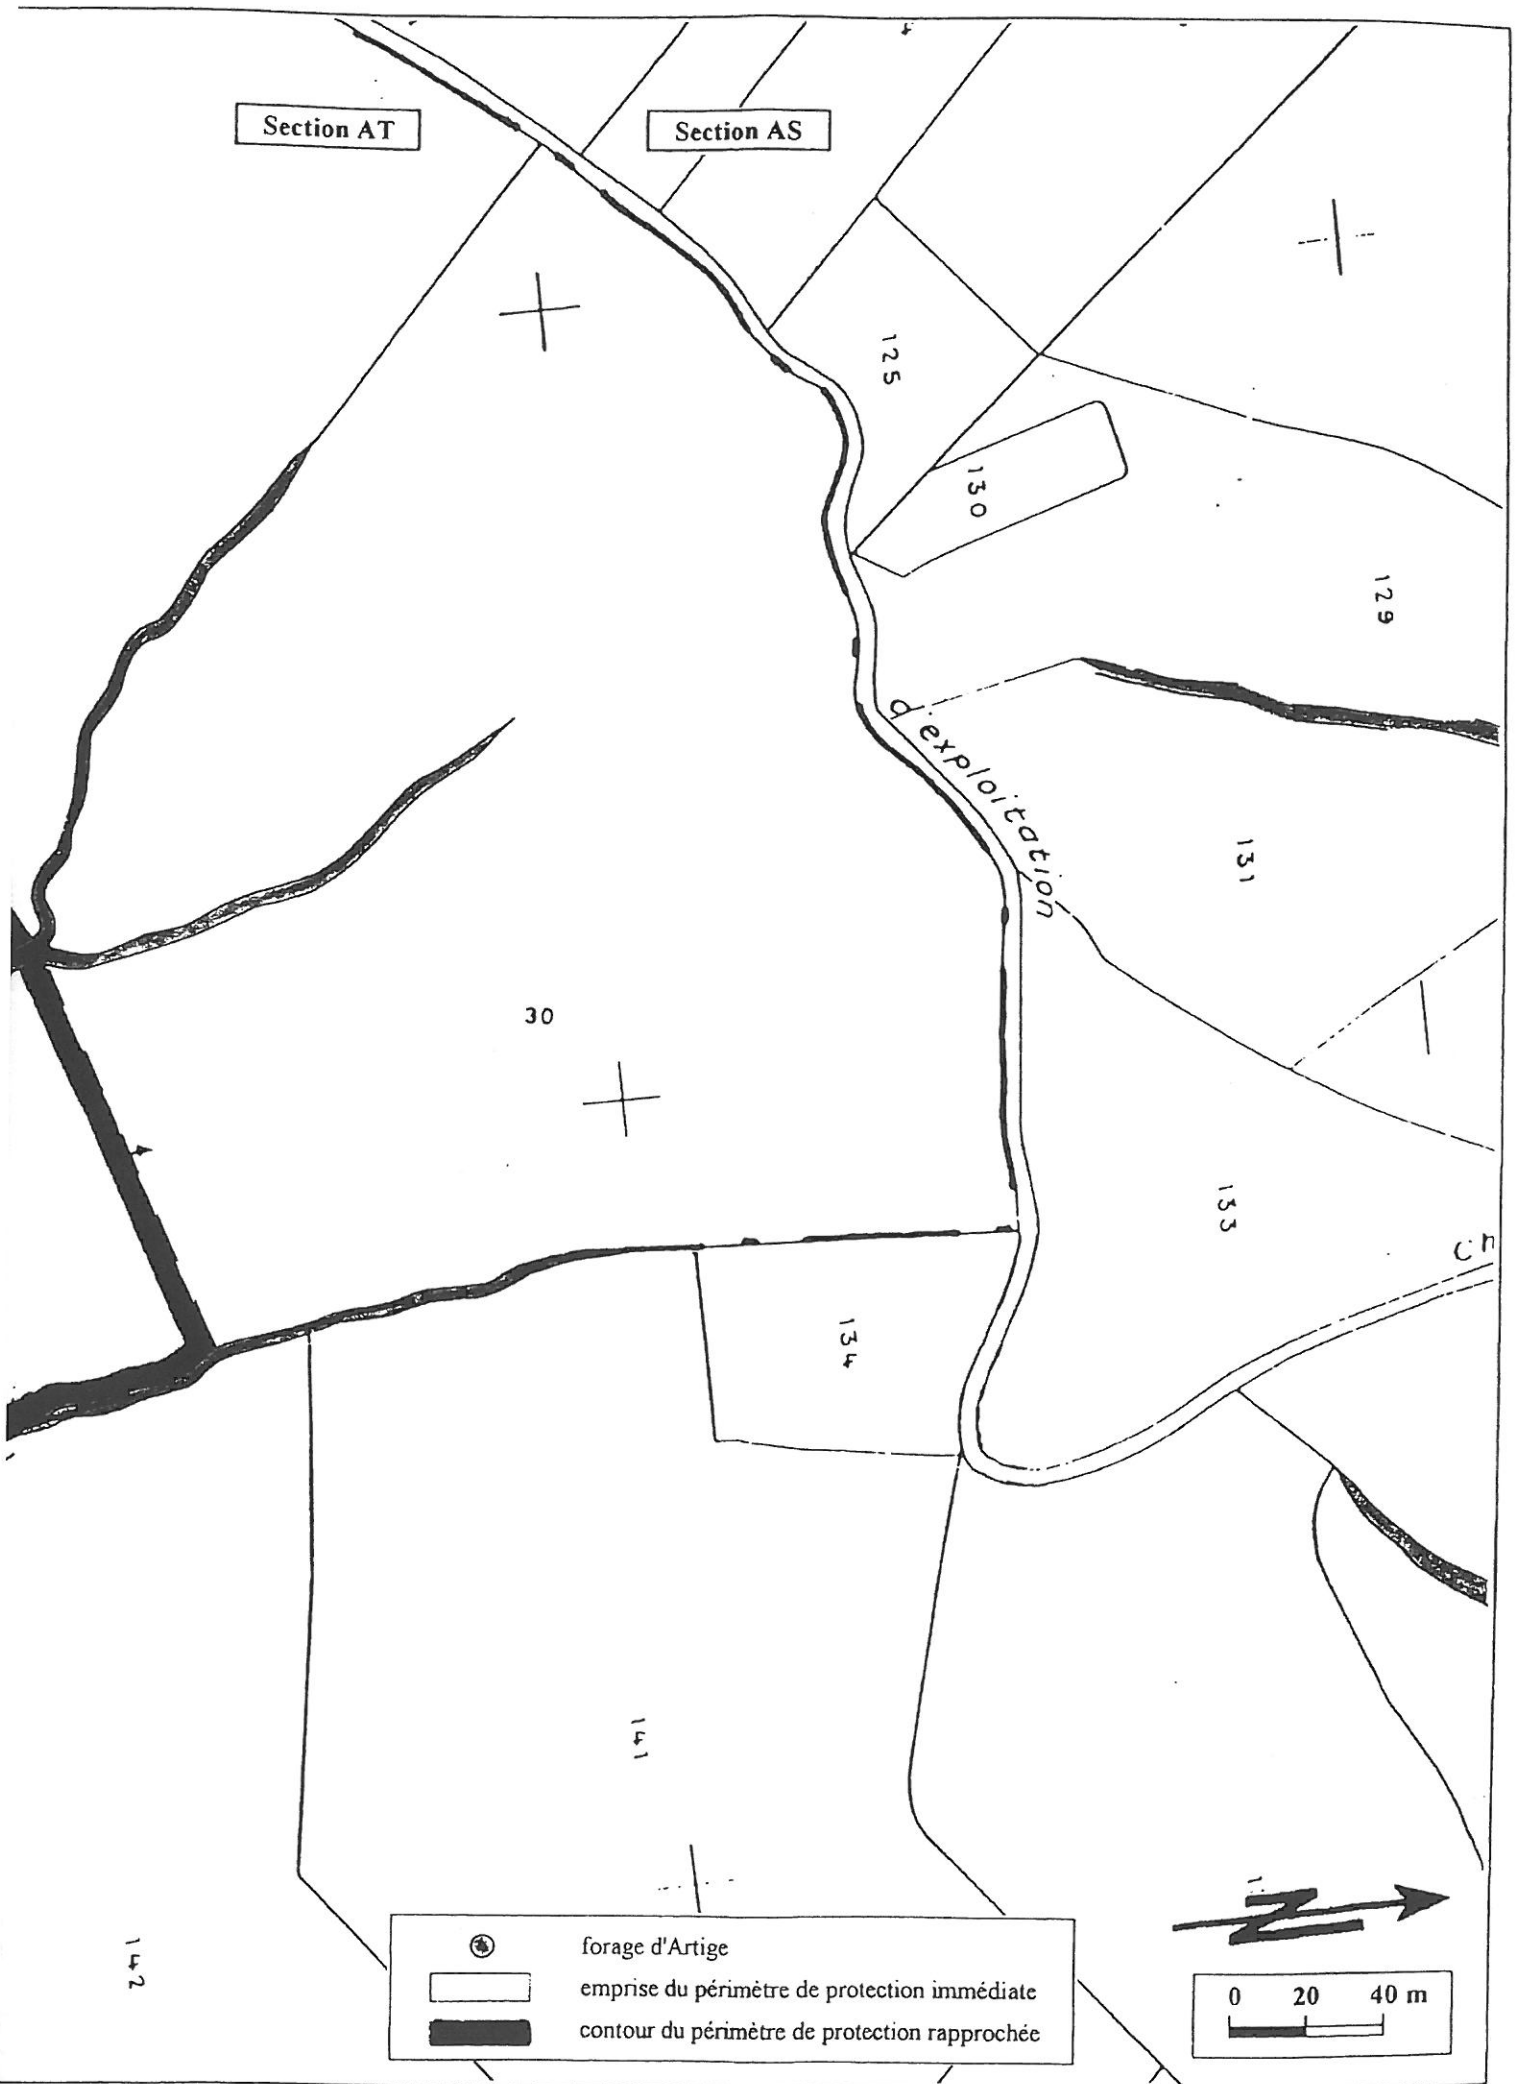 Section AT
Section AS
125
130
129
d'exploitation
131
30
133
134
141
142
forage d'Artige
emprise du périmètre de protection immédiate
contour du périmètre de protection rapprochée
0 20 40 m